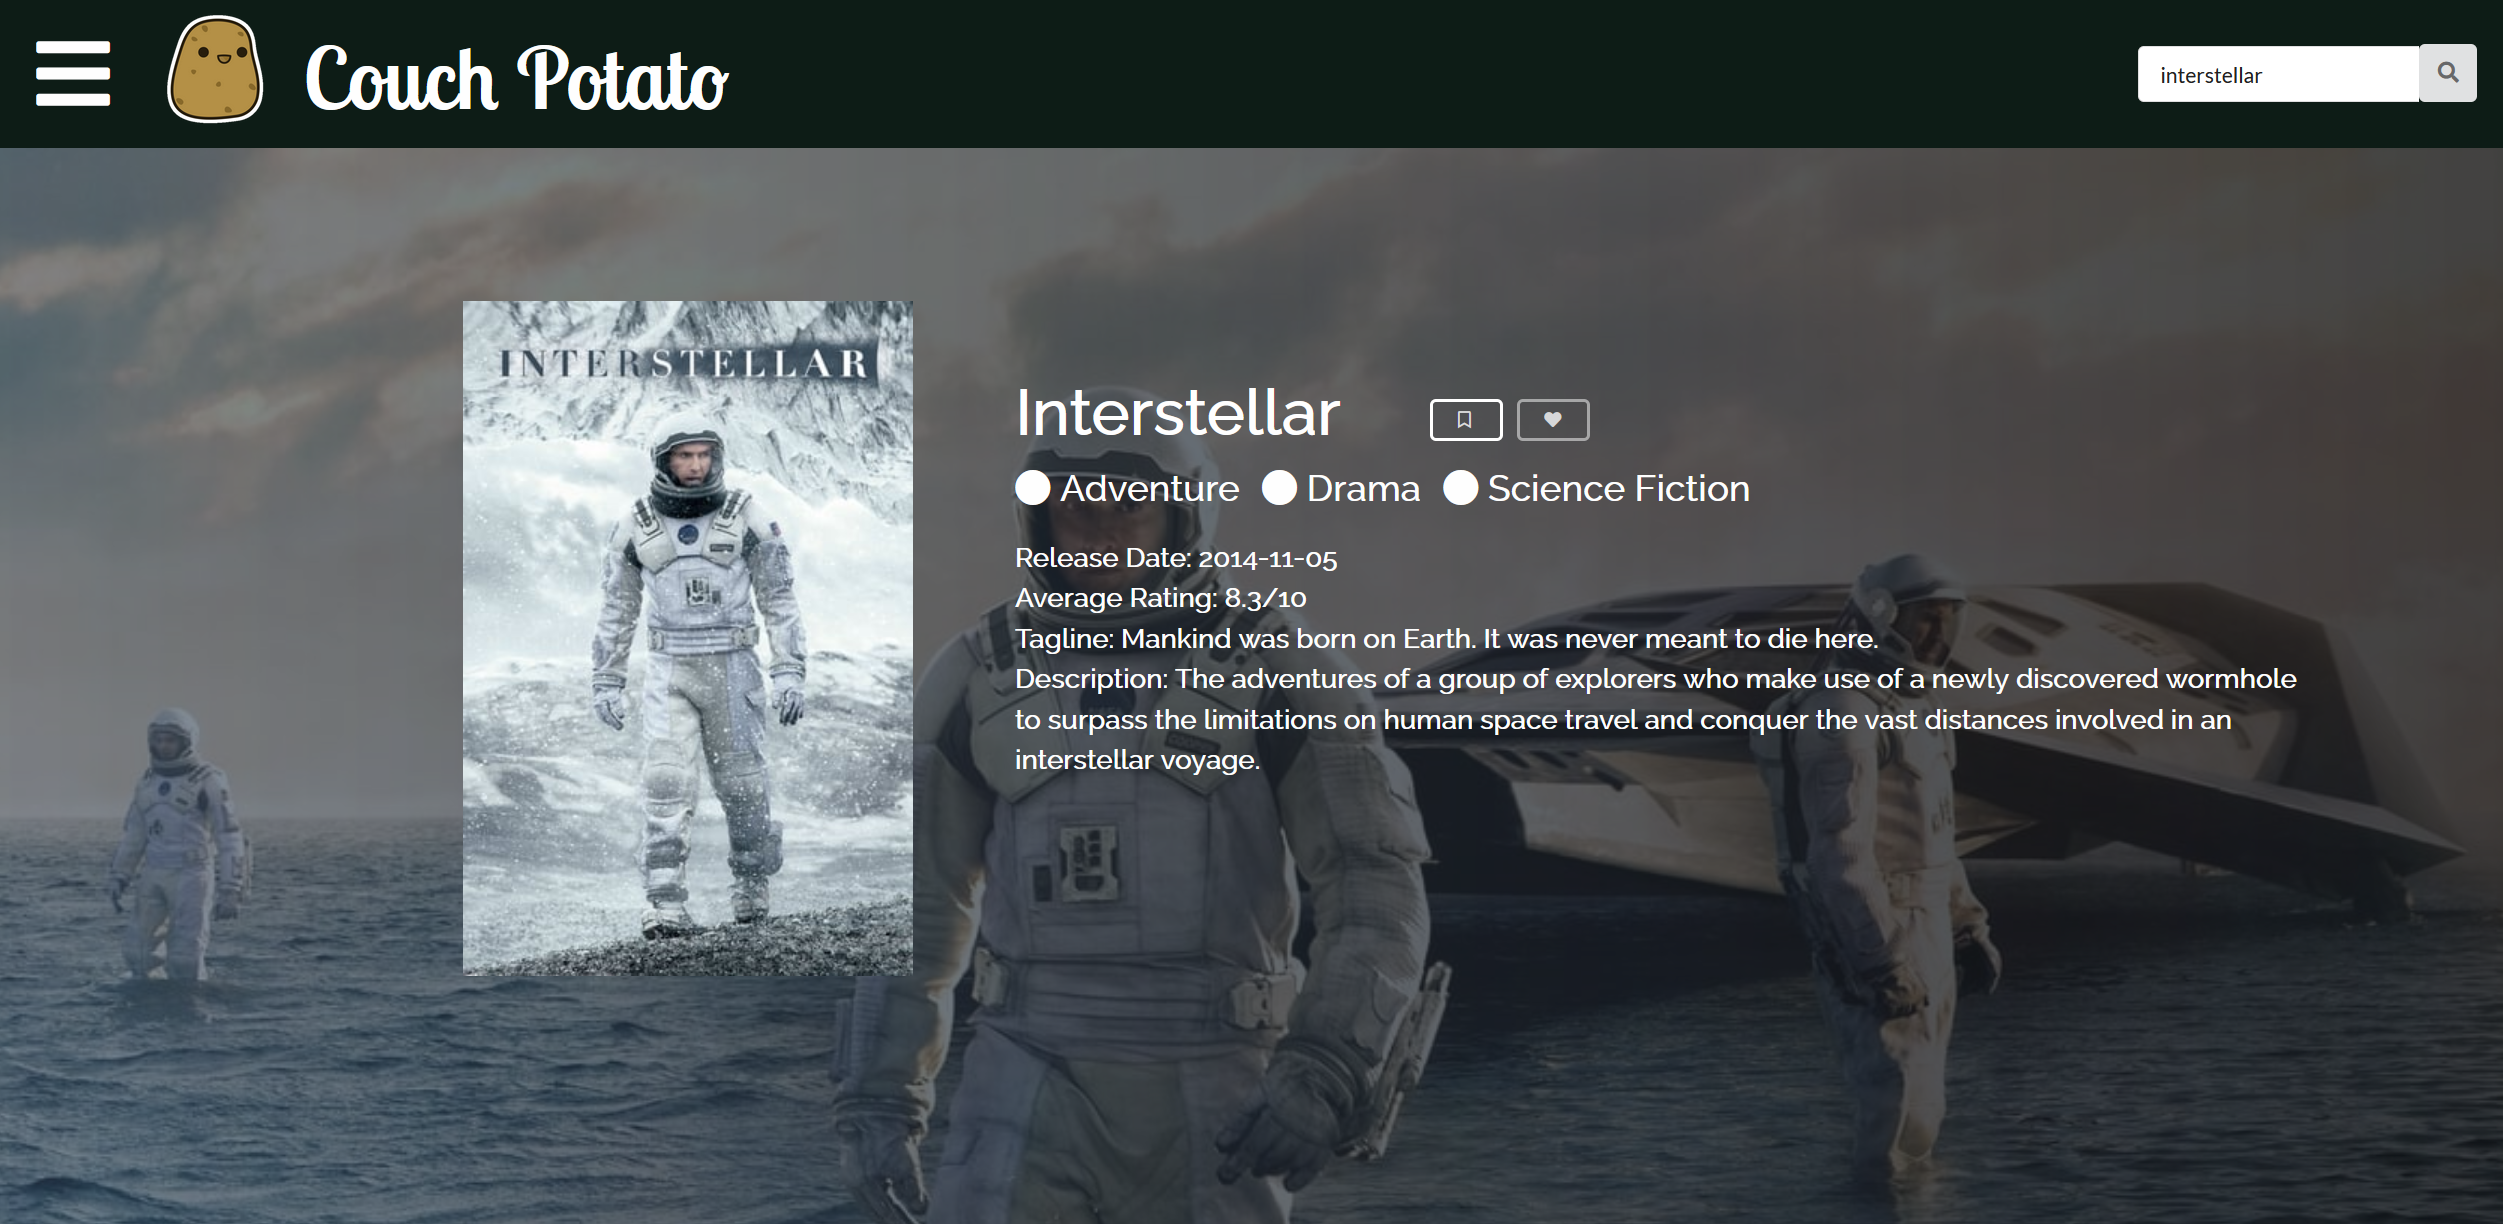 Couch Potato
interstellar
INTERSTELLAR
Interstellar
Adventure Drama Science Fiction
Release Date: 2014-11-05
Average Rating: 8.3/10
Tagline: Mankind was born on Earth. It was never meant to die here.
Description: The adventures of a group of explorers who make use of a newly discovered wormhole
to surpass the limitations on human space travel and conquer the vast distances involved in an
interstellar voyage.